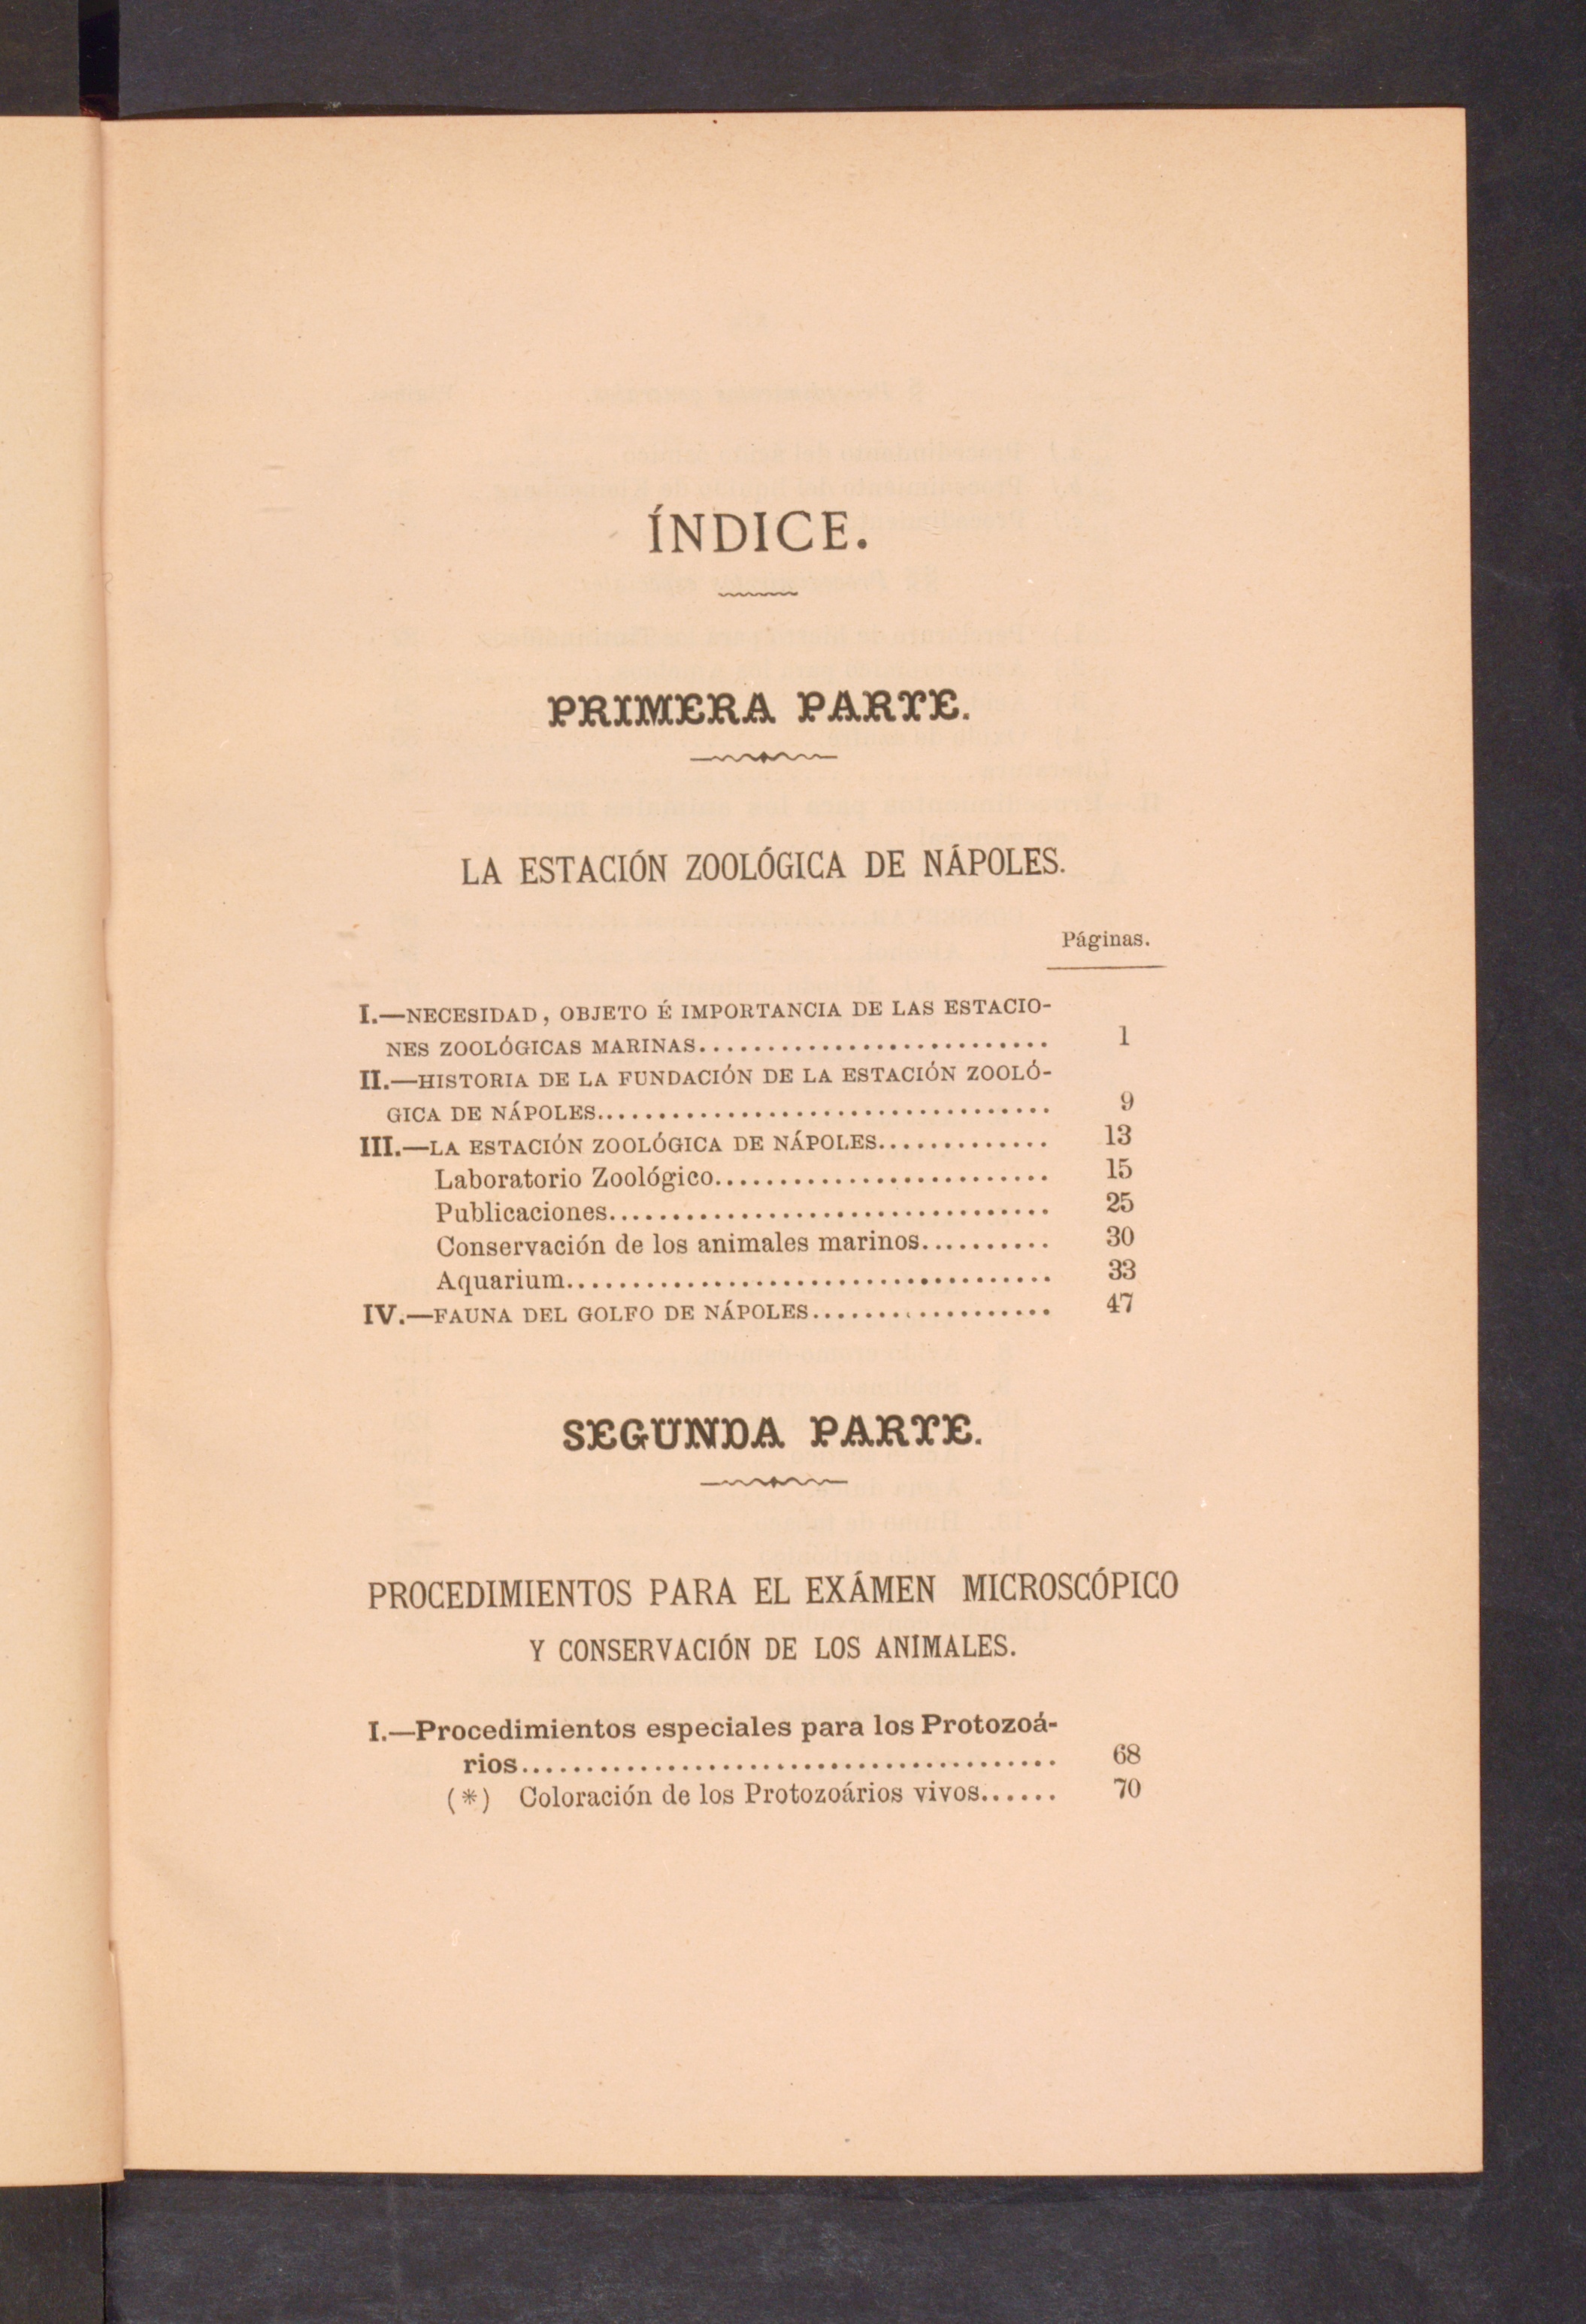 ÍNDICE.
PRIMERA PARTE.
LA ESTACIÓN ZOOLÓGICA DE NÁPOLES.
Páginas.
I.—NECESIDAD, OBJETO É IMPORTANCIA DE LAS ESTACIO-
NES ZOOLÓGICAS MARINAS.......................... 1
II.—HISTORIA DE LA FUNDACIÓN DE LA ESTACIÓN ZOOLÓ-
GICA DE NÁPOLES.................................. 9
III.—LA ESTACIÓN ZOOLÓGICA DE NÁPOLES............. 13
Laboratorio Zoológico......................... 15
Publicaciones................................. 25
Conservación de los animales marinos.......... 30
Aquarium.................................... 33
IV.—FAUNA DEL GOLFO DE NÁPOLES.................. 47
SEGUNDA PARTE.
PROCEDIMIENTOS PARA EL EXÁMEN MICROSCÓPICO
Y CONSERVACIÓN DE LOS ANIMALES.
I.—Procedimientos especiales para los Protozoá-
rios........................................ 68
(*) Coloración de los Protozoários vivos...... 70